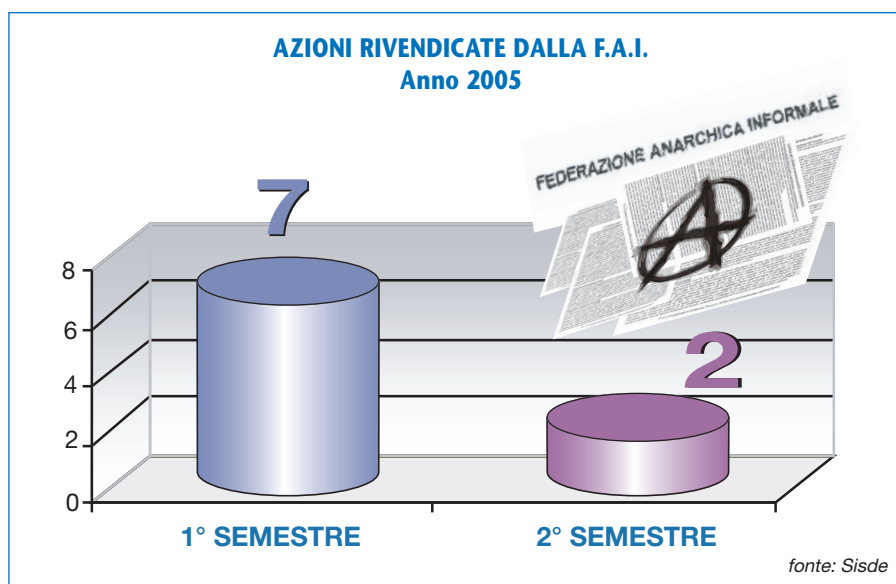 AZIONI RIVENDICATE DALLA F.A.I.
Anno 2005
FEDERAZIONE ANARCHICA INFORMALE
A
7
2
8
6
4
2
0
1° SEMESTRE
2° SEMESTRE
fonte: Sisde